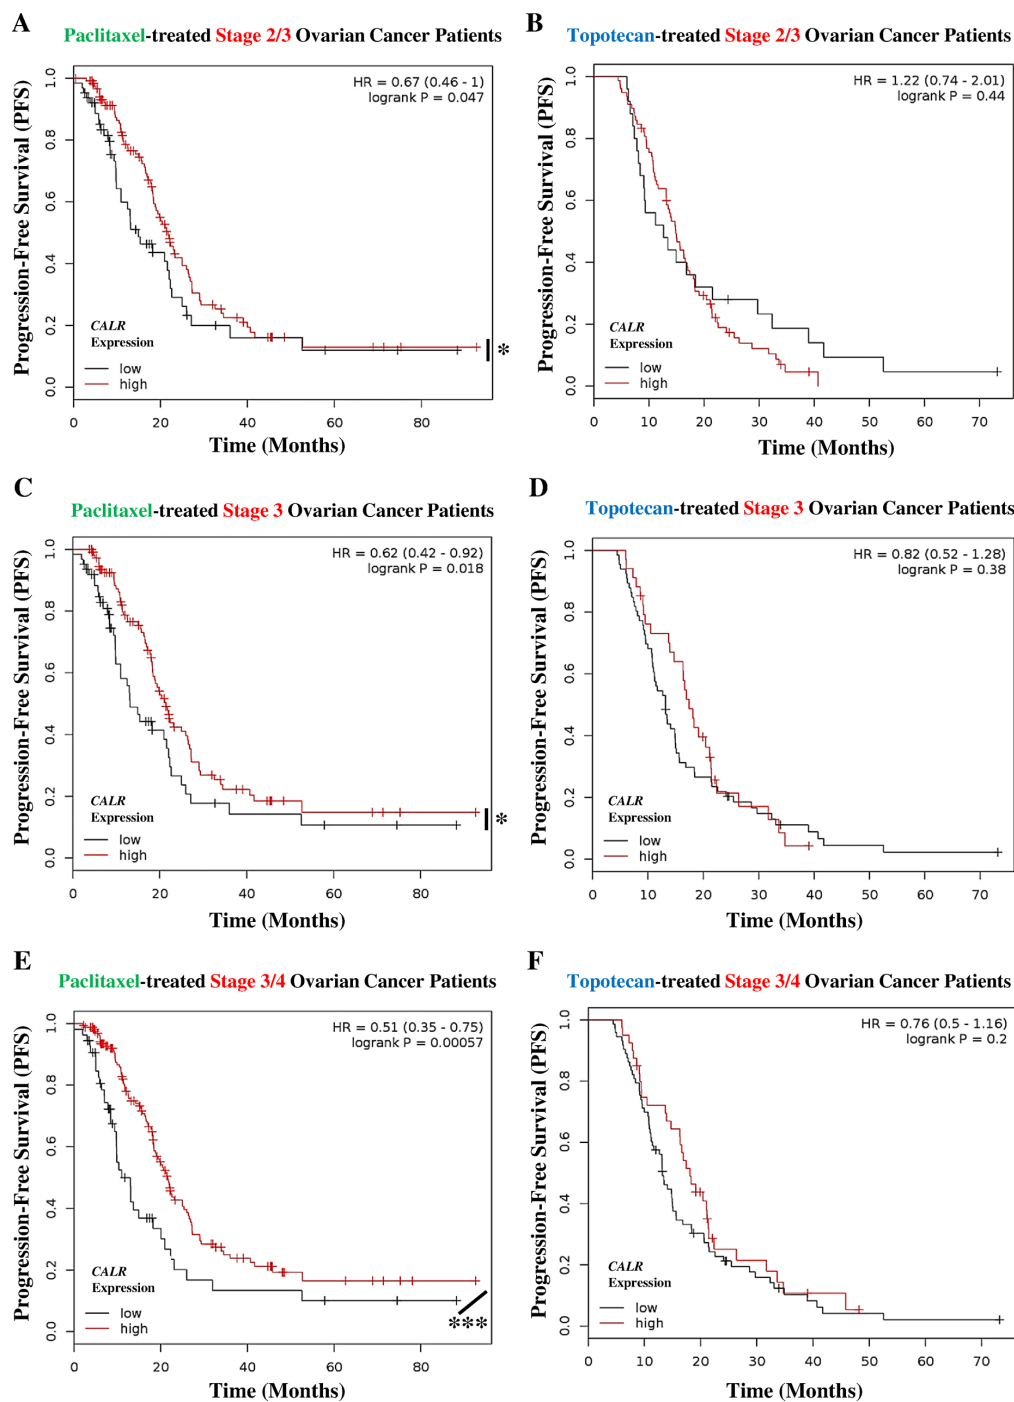 A
Paclitaxel-treated Stage 2/3 Ovarian Cancer Patients
HR = 0.67 (0.46 - 1)
logrank P = 0.047
Progression-Free Survival (PFS)
1.0
0.8
0.6
0.4
0.2
0.0
CALR
Expression
low
high
*
0 20 40 60 80
Time (Months)
B
Topotecan-treated Stage 2/3 Ovarian Cancer Patients
HR = 1.22 (0.74 - 2.01)
logrank P = 0.44
Progression-Free Survival (PFS)
1.0
0.8
0.6
0.4
0.2
0.0
CALR
Expression
low
high
0 10 20 30 40 50 60 70
Time (Months)
C
Paclitaxel-treated Stage 3 Ovarian Cancer Patients
HR = 0.62 (0.42 - 0.92)
logrank P = 0.018
Progression-Free Survival (PFS)
1.0
0.8
0.6
0.4
0.2
0.0
CALR
Expression
low
high
*
0 20 40 60 80
Time (Months)
D
Topotecan-treated Stage 3 Ovarian Cancer Patients
HR = 0.82 (0.52 - 1.28)
logrank P = 0.38
Progression-Free Survival (PFS)
1.0
0.8
0.6
0.4
0.2
0.0
CALR
Expression
low
high
0 10 20 30 40 50 60 70
Time (Months)
E
Paclitaxel-treated Stage 3/4 Ovarian Cancer Patients
HR = 0.51 (0.35 - 0.75)
logrank P = 0.00057
Progression-Free Survival (PFS)
1.0
0.8
0.6
0.4
0.2
0.0
CALR
Expression
low
high
***
0 20 40 60 80
Time (Months)
F
Topotecan-treated Stage 3/4 Ovarian Cancer Patients
HR = 0.76 (0.5 - 1.16)
logrank P = 0.2
Progression-Free Survival (PFS)
1.0
0.8
0.6
0.4
0.2
0.0
CALR
Expression
low
high
0 10 20 30 40 50 60 70
Time (Months)